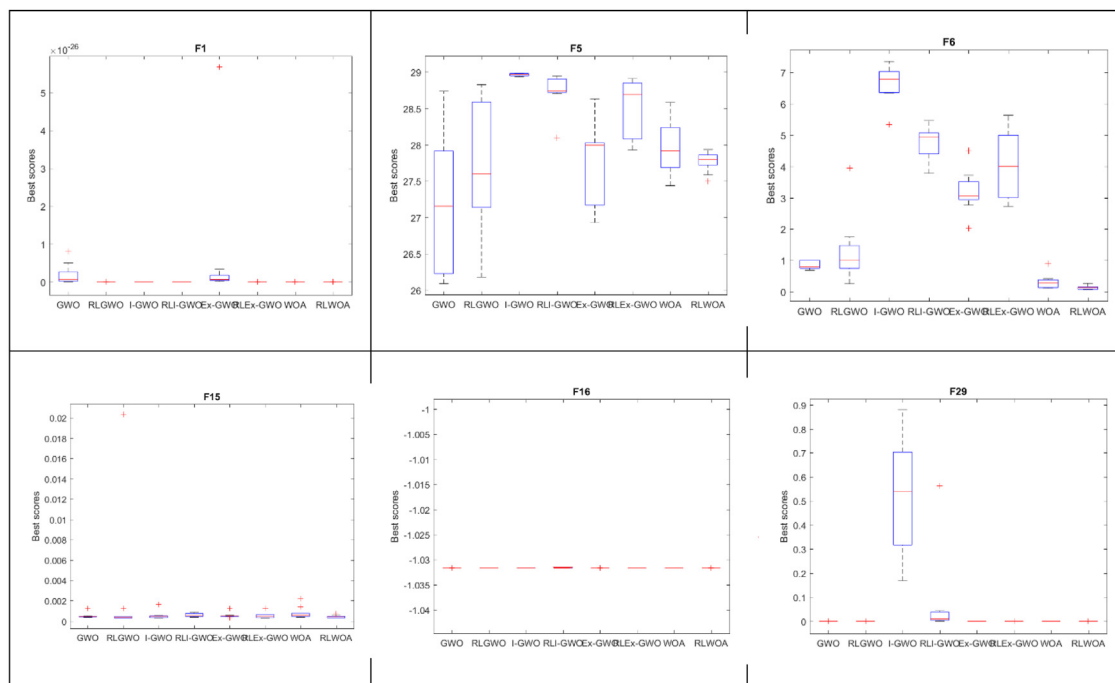 F1
×10-26
5
4
3
2
1
0
Best scores
GWO RLGWO I-GWO RLI-GWO Ex-GWO RLEx-GWO WOA RLWOA
F5
29
28.5
28
27.5
27
26.5
26
Best scores
GWO RLGWO I-GWO RLI-GWO Ex-GWO RLEx-GWO WOA RLWOA
F6
7
6
5
4
3
2
1
0
Best scores
GWO RLGWO I-GWO RLI-GWO Ex-GWO RLEx-GWO WOA RLWOA
F15
0.02
0.018
0.016
0.014
0.012
0.01
0.008
0.006
0.004
0.002
0
Best scores
GWO RLGWO I-GWO RLI-GWO Ex-GWO RLEx-GWO WOA RLWOA
F16
-1
-1.005
-1.01
-1.015
-1.02
-1.025
-1.03
-1.035
-1.04
Best scores
GWO RLGWO I-GWO RLI-GWO Ex-GWO RLEx-GWO WOA RLWOA
F29
0.9
0.8
0.7
0.6
0.5
0.4
0.3
0.2
0.1
0
Best scores
GWO RLGWO I-GWO RLI-GWO Ex-GWO RLEx-GWO WOA RLWOA